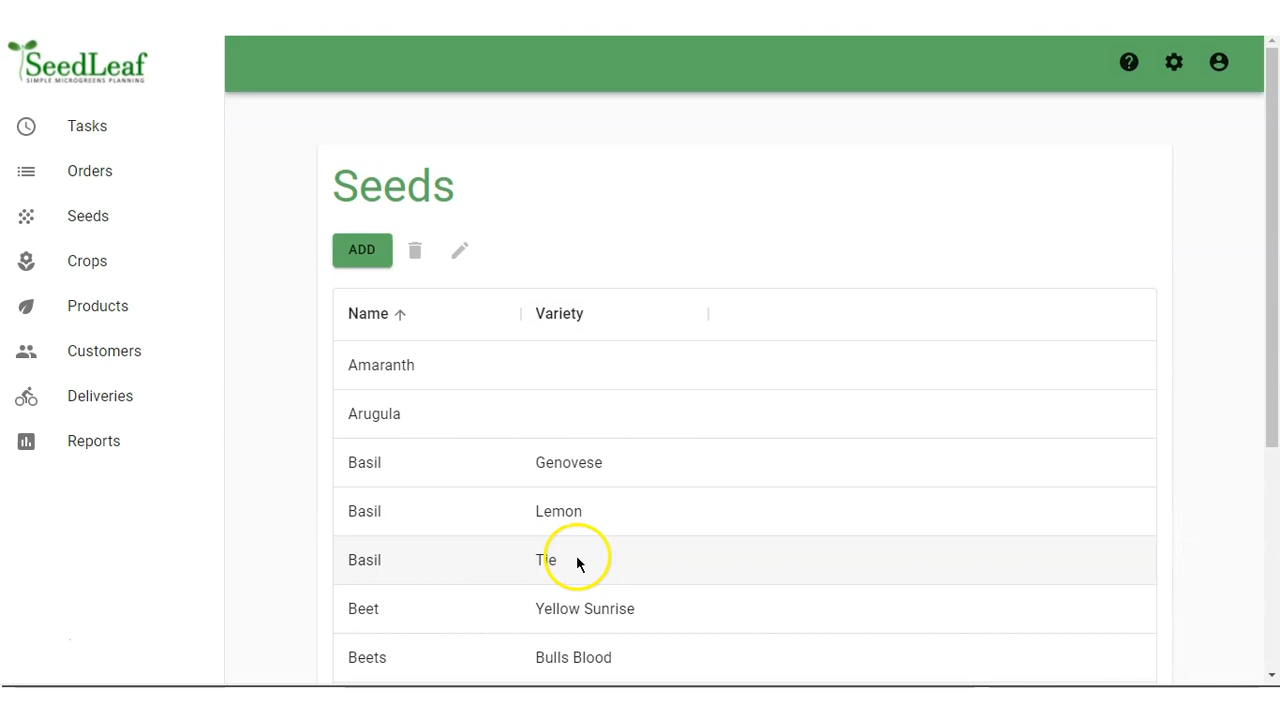 SeedLeaf
SIMPLE MICROGREENS PLANNING
Tasks
Orders
Seeds
Crops
Products
Customers
Deliveries
Reports
Seeds
ADD
Name Variety
Amaranth
Arugula
Basil Genovese
Basil Lemon
Basil Tie
Beet Yellow Sunrise
Beets Bulls Blood